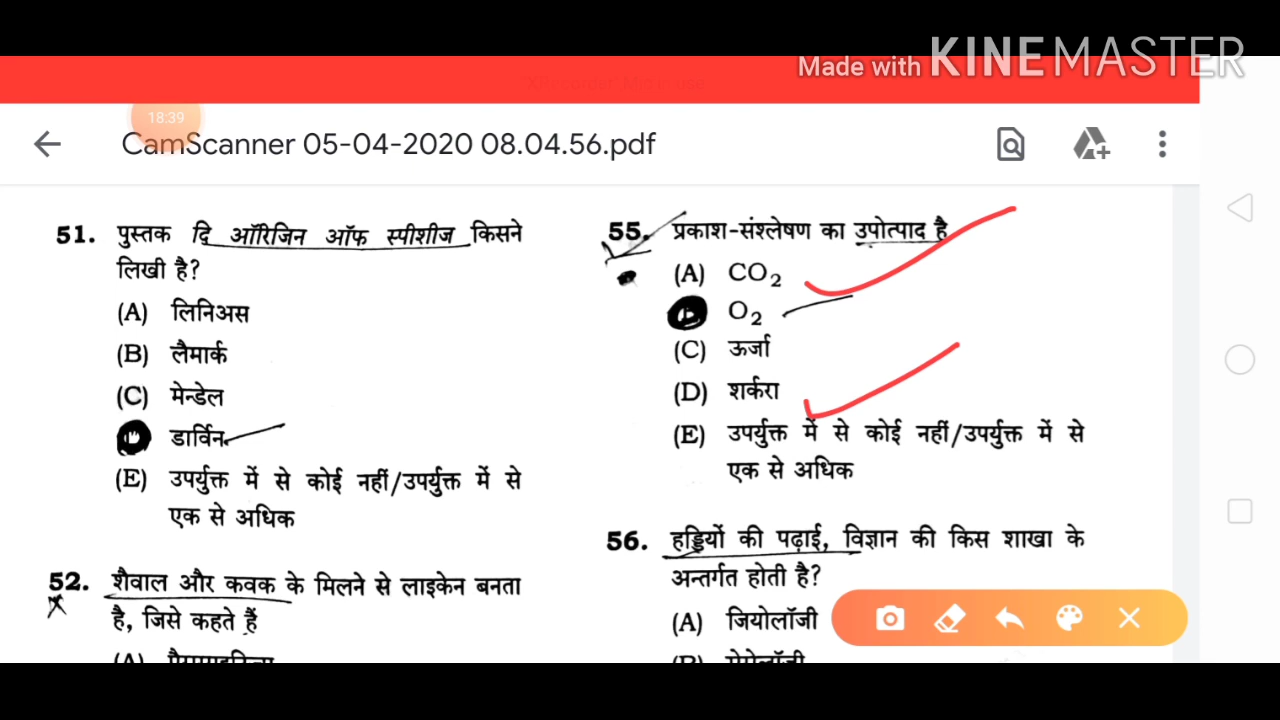 Made with KINEMASTER
18:39
CamScanner 05-04-2020 08.04.56.pdf
51. पुस्तक दि ऑरिजिन ऑफ स्पीशीज किसने
लिखी है?
(A) लिनिअस
(B) लैमार्क
(C) मेन्डेल
डार्विन
(E) उपर्युक्त में से कोई नहीं/उपर्युक्त में से
एक से अधिक
52. शैवाल और कवक के मिलने से लाइकेन बनता
है, जिसे कहते हैं
55. प्रकाश-संश्लेषण का उपोत्पाद है
(A) CO2
O2
(C) ऊर्जा
(D) शर्करा
(E) उपर्युक्त में से कोई नहीं/उपर्युक्त में से
एक से अधिक
56. हड्डियों की पढ़ाई, विज्ञान की किस शाखा के
अन्तर्गत होती है?
(A) जियोलॉजी